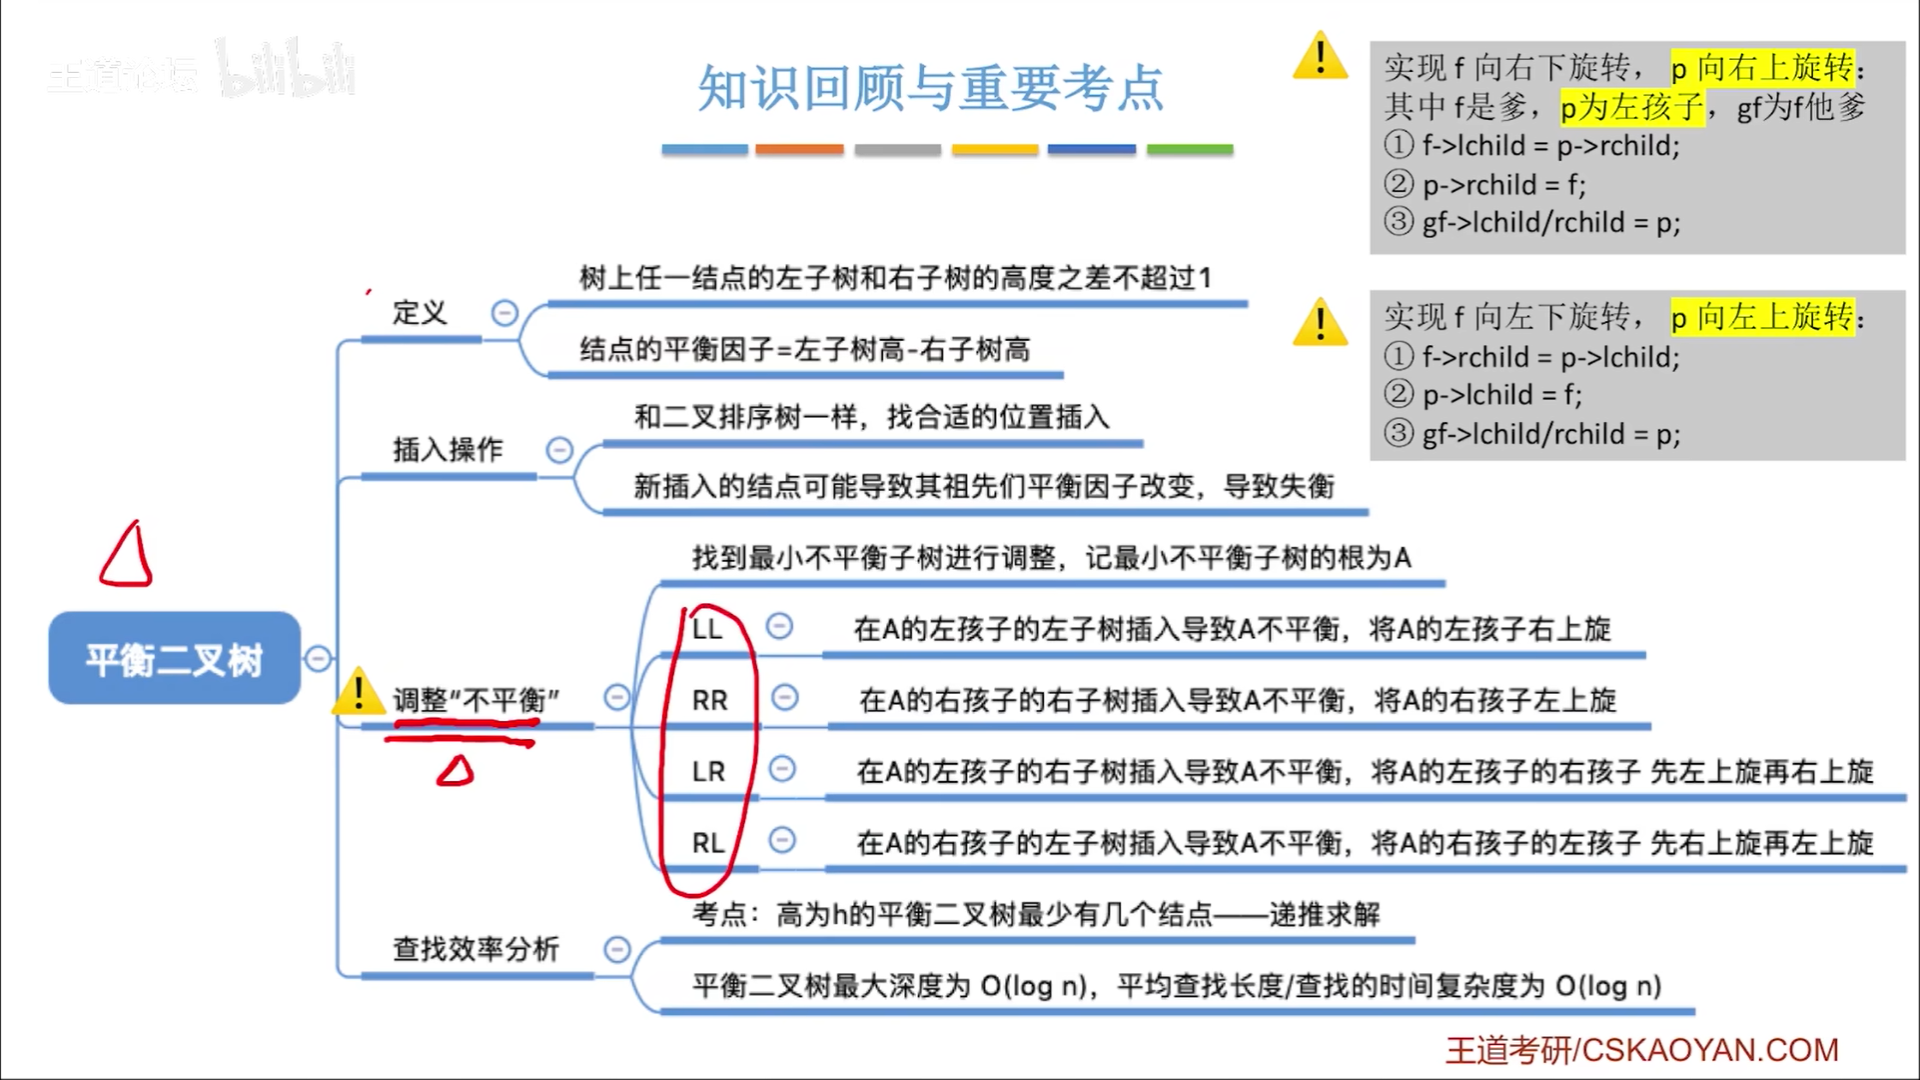 王道论坛 bilibili
知识回顾与重要考点
实现 f 向右下旋转， p 向右上旋转：
其中 f是爹，p为左孩子，gf为f他爹
① f->lchild = p->rchild;
② p->rchild = f;
③ gf->lchild/rchild = p;
实现 f 向左下旋转， p 向左上旋转：
① f->rchild = p->lchild;
② p->lchild = f;
③ gf->lchild/rchild = p;
平衡二叉树
定义
树上任一结点的左子树和右子树的高度之差不超过1
结点的平衡因子=左子树高-右子树高
插入操作
和二叉排序树一样，找合适的位置插入
新插入的结点可能导致其祖先们平衡因子改变，导致失衡
调整“不平衡”
找到最小不平衡子树进行调整，记最小不平衡子树的根为A
LL 在A的左孩子的左子树插入导致A不平衡，将A的左孩子右上旋
RR 在A的右孩子的右子树插入导致A不平衡，将A的右孩子左上旋
LR 在A的左孩子的右子树插入导致A不平衡，将A的左孩子的右孩子 先左上旋再右上旋
RL 在A的右孩子的左子树插入导致A不平衡，将A的右孩子的左孩子 先右上旋再左上旋
查找效率分析
考点：高为h的平衡二叉树最少有几个结点——递推求解
平衡二叉树最大深度为 O(log n)，平均查找长度/查找的时间复杂度为 O(log n)
王道考研/CSKAOYAN.COM